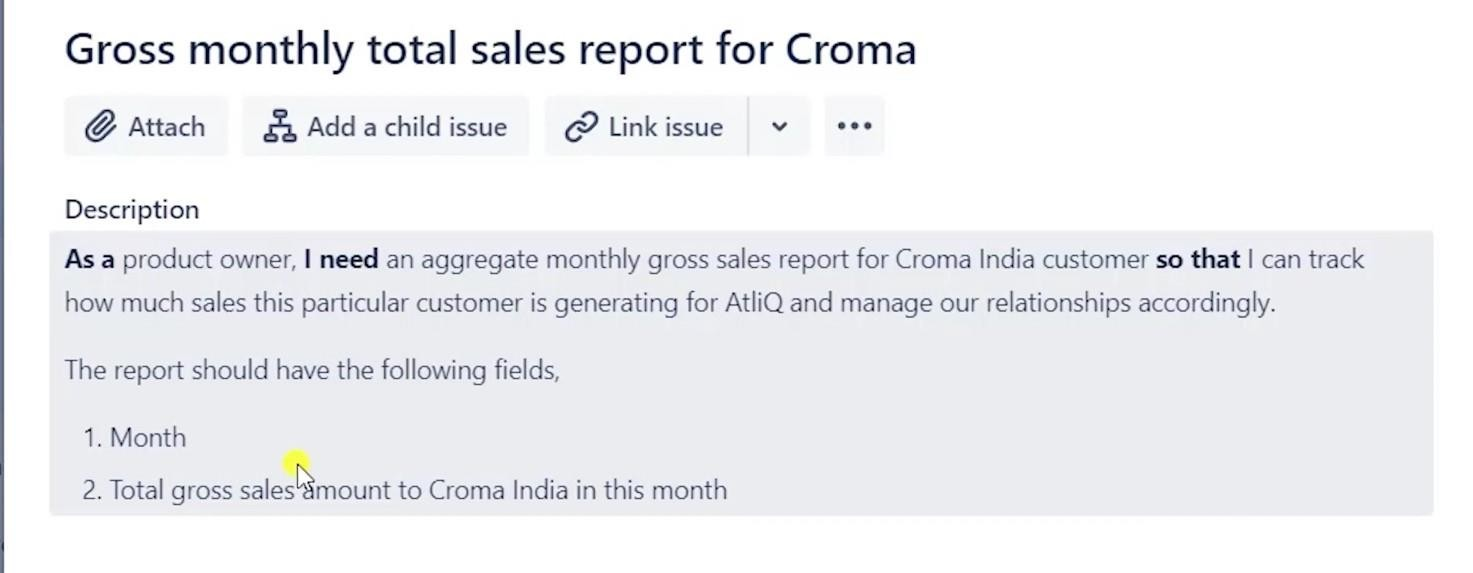 Gross monthly total sales report for Croma
Attach
Add a child issue
Link issue
Description
As a product owner, I need an aggregate monthly gross sales report for Croma India customer so that I can track
how much sales this particular customer is generating for AtliQ and manage our relationships accordingly.
The report should have the following fields,
1. Month
2. Total gross sales amount to Croma India in this month